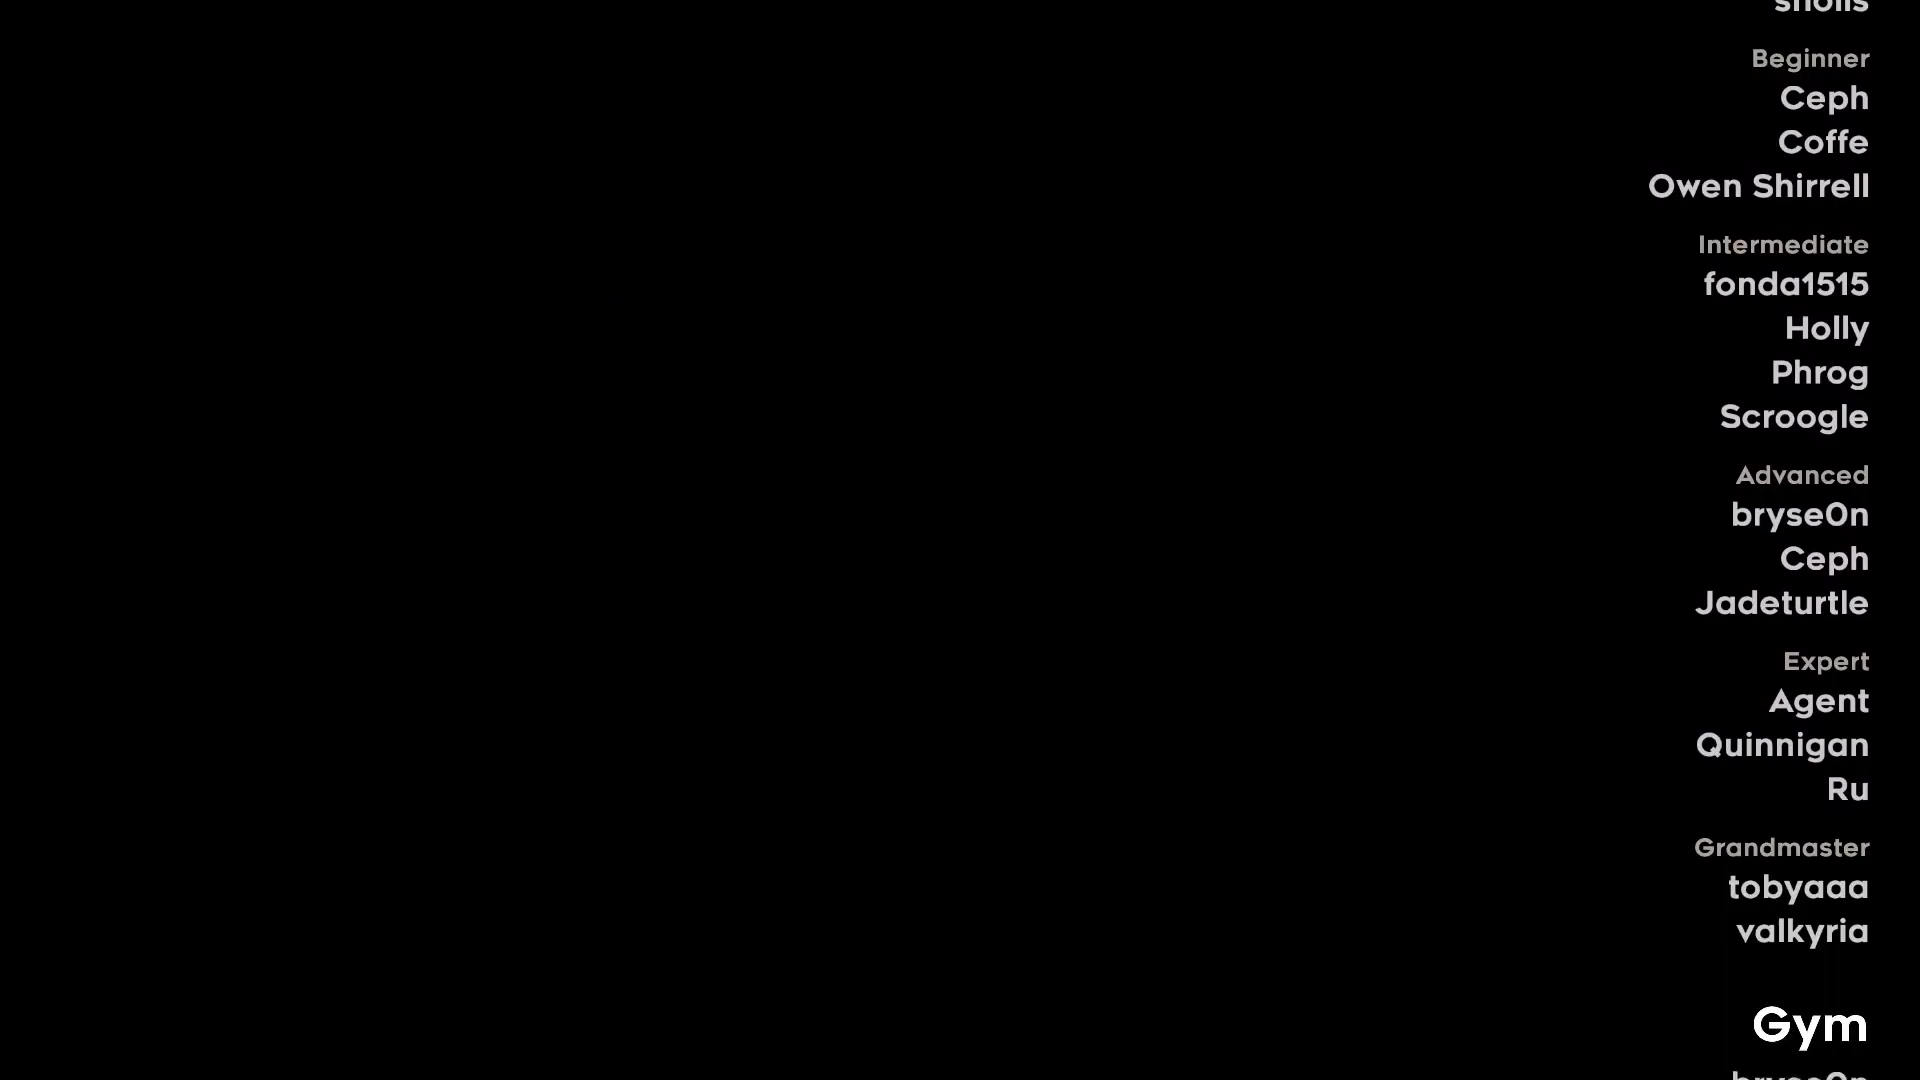 Beginner
Ceph
Coffe
Owen Shirrell
Intermediate
fonda1515
Holly
Phrog
Scroogle
Advanced
bryse0n
Ceph
Jadeturtle
Expert
Agent
Quinnigan
Ru
Grandmaster
tobyaaa
valkyria
Gym